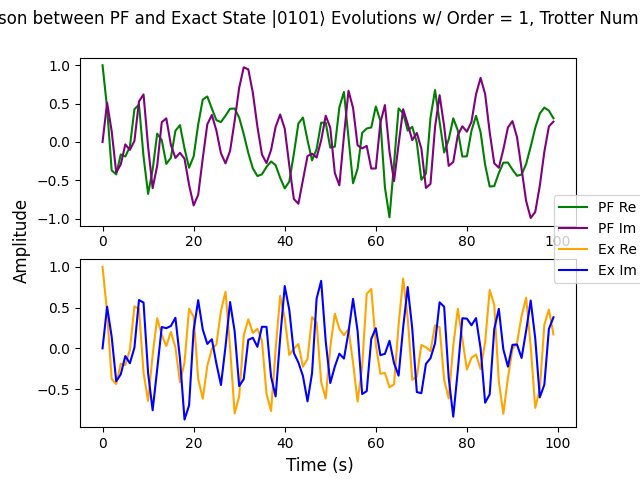 son between PF and Exact State |0101⟩ Evolutions w/ Order = 1, Trotter Num
1.0
0.5
0.0
−0.5
−1.0
0 20 40 60 80 100
PF Re
PF Im
Ex Re
Ex Im
Amplitude
1.0
0.5
0.0
−0.5
0 20 40 60 80 100
Time (s)